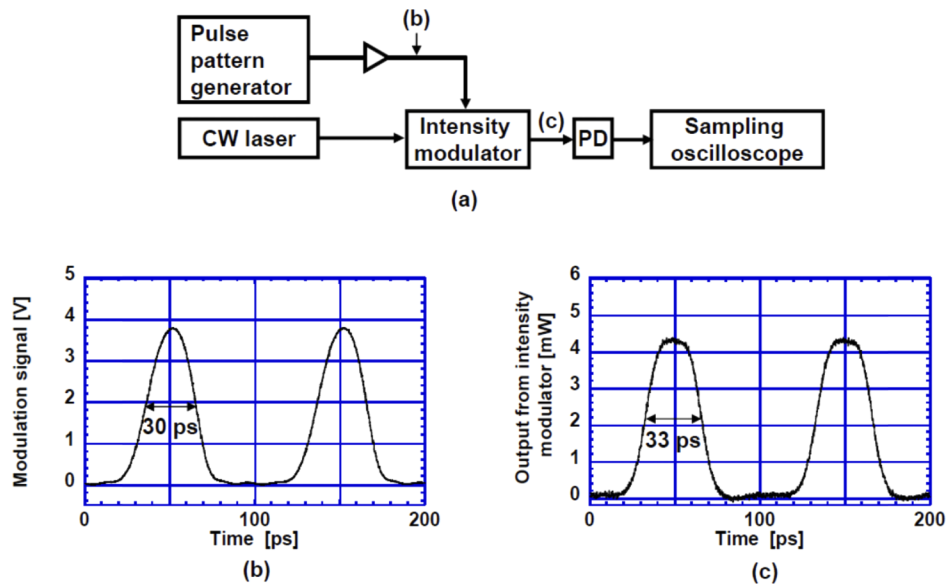 (b)
Pulse
pattern
generator
CW laser
Intensity
modulator
(c)
PD
Sampling
oscilloscope
(a)
Modulation signal [V]
5
4
3
2
1
0
30 ps
0
100
200
Time [ps]
(b)
Output from intensity
modulator [mW]
6
5
4
3
2
1
0
33 ps
0
100
200
Time [ps]
(c)